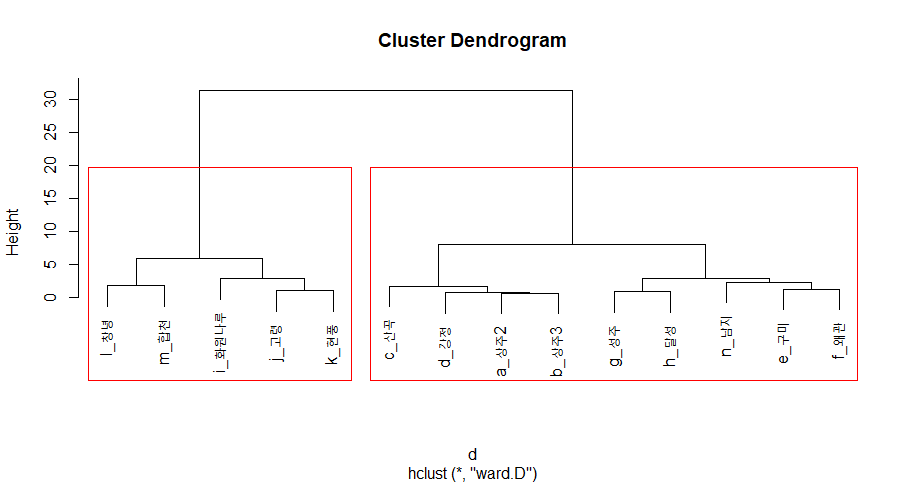 Cluster Dendrogram
Height
0
5
10
15
20
25
30
l_창녕
m_합천
i_화원나루
j_고령
k_현풍
c_산곡
d_강정
a_상주2
b_상주3
g_성주
h_달성
n_남지
e_구미
f_왜관
d
hclust (*, "ward.D")